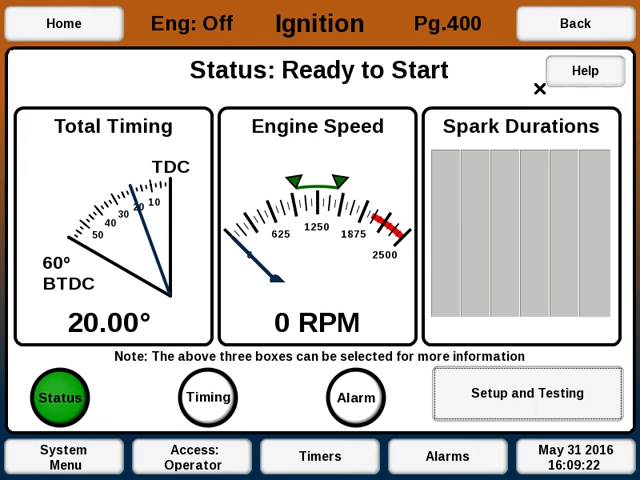 Home
Eng: Off
Ignition
Pg.400
Back
Status: Ready to Start
Help
Total Timing
TDC
10
20
30
40
50
60º
BTDC
20.00°
Engine Speed
0
625
1250
1875
2500
0 RPM
Spark Durations
Note: The above three boxes can be selected for more information
Status
Timing
Alarm
Setup and Testing
System
Menu
Access:
Operator
Timers
Alarms
May 31 2016
16:09:22